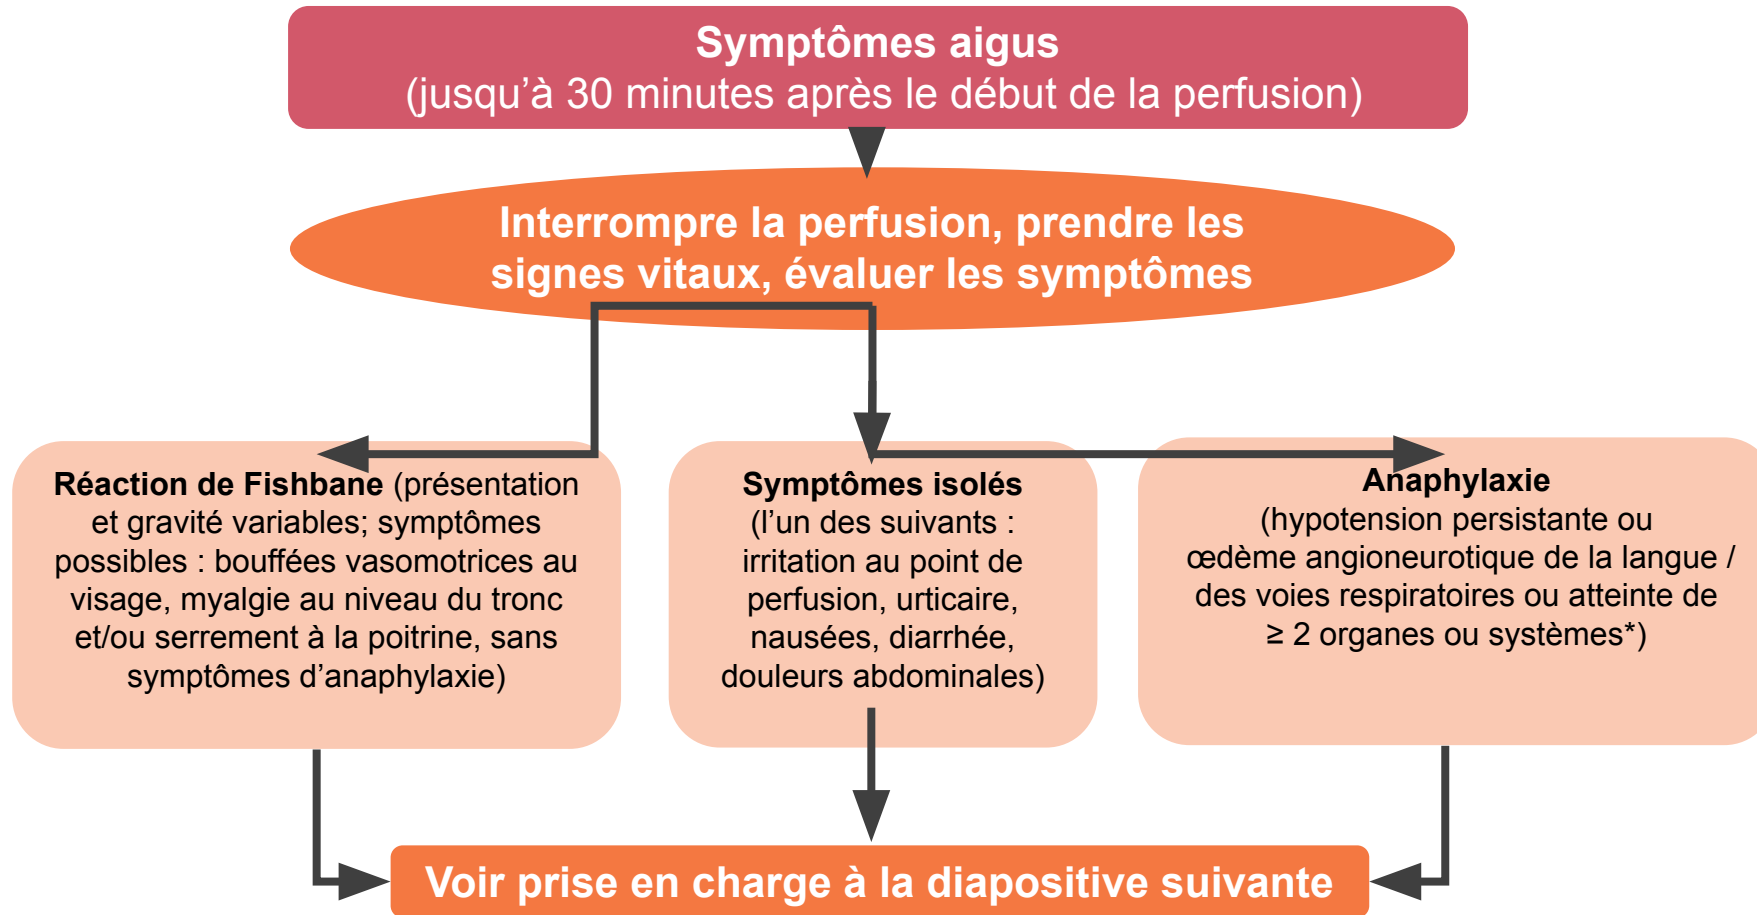 Symptômes aigus
(jusqu’à 30 minutes après le début de la perfusion)
Interrompre la perfusion, prendre les
signes vitaux, évaluer les symptômes
Réaction de Fishbane (présentation
et gravité variables; symptômes
possibles : bouffées vasomotrices au
visage, myalgie au niveau du tronc
et/ou serrement à la poitrine, sans
symptômes d’anaphylaxie)
Symptômes isolés
(l’un des suivants :
irritation au point de
perfusion, urticaire,
nausées, diarrhée,
douleurs abdominales)
Anaphylaxie
(hypotension persistante ou
œdème angioneurotique de la langue /
des voies respiratoires ou atteinte de
≥ 2 organes ou systèmes*)
Voir prise en charge à la diapositive suivante